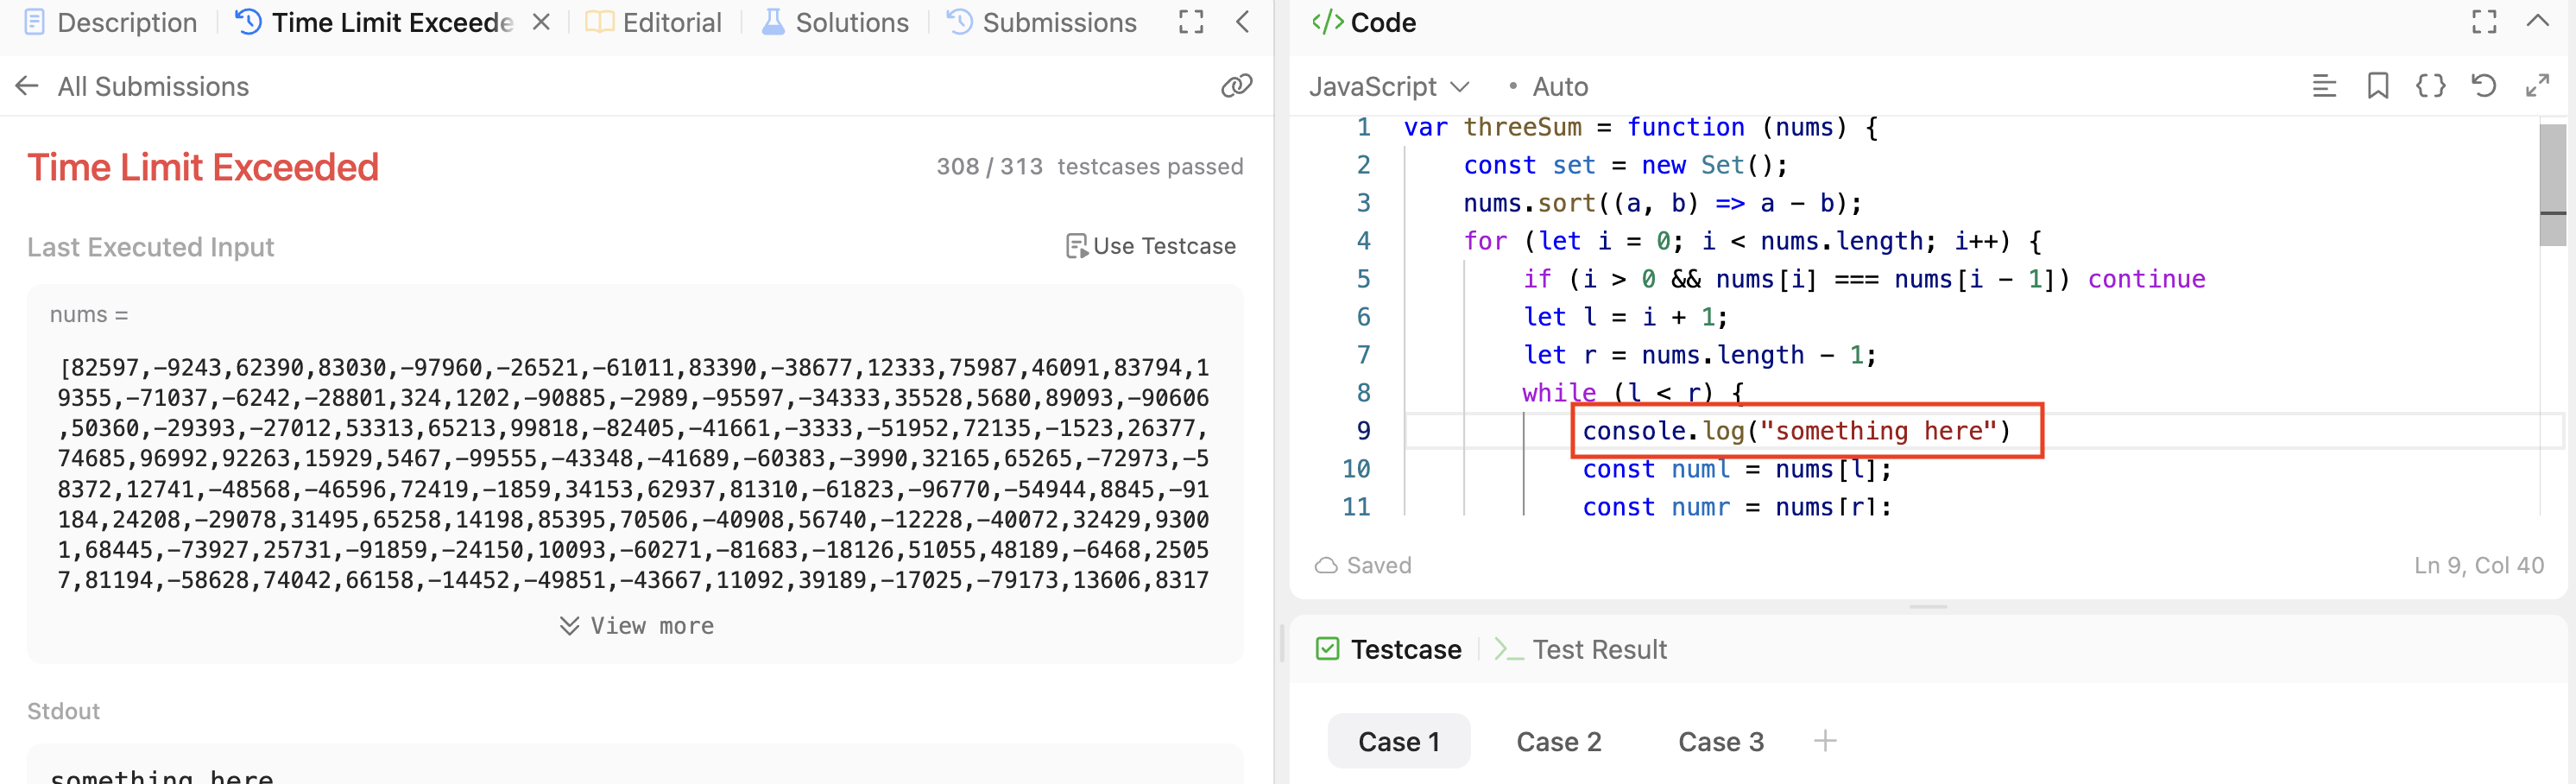 Description
Time Limit Exceede
Editorial
Solutions
Submissions
All Submissions
Time Limit Exceeded
308 / 313 testcases passed
Last Executed Input
Use Testcase
nums =
[82597,-9243,62390,83030,-97960,-26521,-61011,83390,-38677,12333,75987,46091,83794,1
9355,-71037,-6242,-28801,324,1202,-90885,-2989,-95597,-34333,35528,5680,89093,-90606
,50360,-29393,-27012,53313,65213,99818,-82405,-41661,-3333,-51952,72135,-1523,26377,
74685,96992,92263,15929,5467,-99555,-43348,-41689,-60383,-3990,32165,65265,-72973,-5
8372,12741,-48568,-46596,72419,-1859,34153,62937,81310,-61823,-96770,-54944,8845,-91
184,24208,-29078,31495,65258,14198,85395,70506,-40908,56740,-12228,-40072,32429,9300
1,68445,-73927,25731,-91859,-24150,10093,-60271,-81683,-18126,51055,48189,-6468,2505
7,81194,-58628,74042,66158,-14452,-49851,-43667,11092,39189,-17025,-79173,13606,8317
View more
Stdout
something here
</> Code
JavaScript
• Auto
1 var threeSum = function (nums) {
2 const set = new Set();
3 nums.sort((a, b) => a - b);
4 for (let i = 0; i < nums.length; i++) {
5 if (i > 0 && nums[i] === nums[i - 1]) continue
6 let l = i + 1;
7 let r = nums.length - 1;
8 while (l < r) {
9 console.log("something here")
10 const numl = nums[l];
11 const numr = nums[r];
Saved
Ln 9, Col 40
Testcase
Test Result
Case 1
Case 2
Case 3